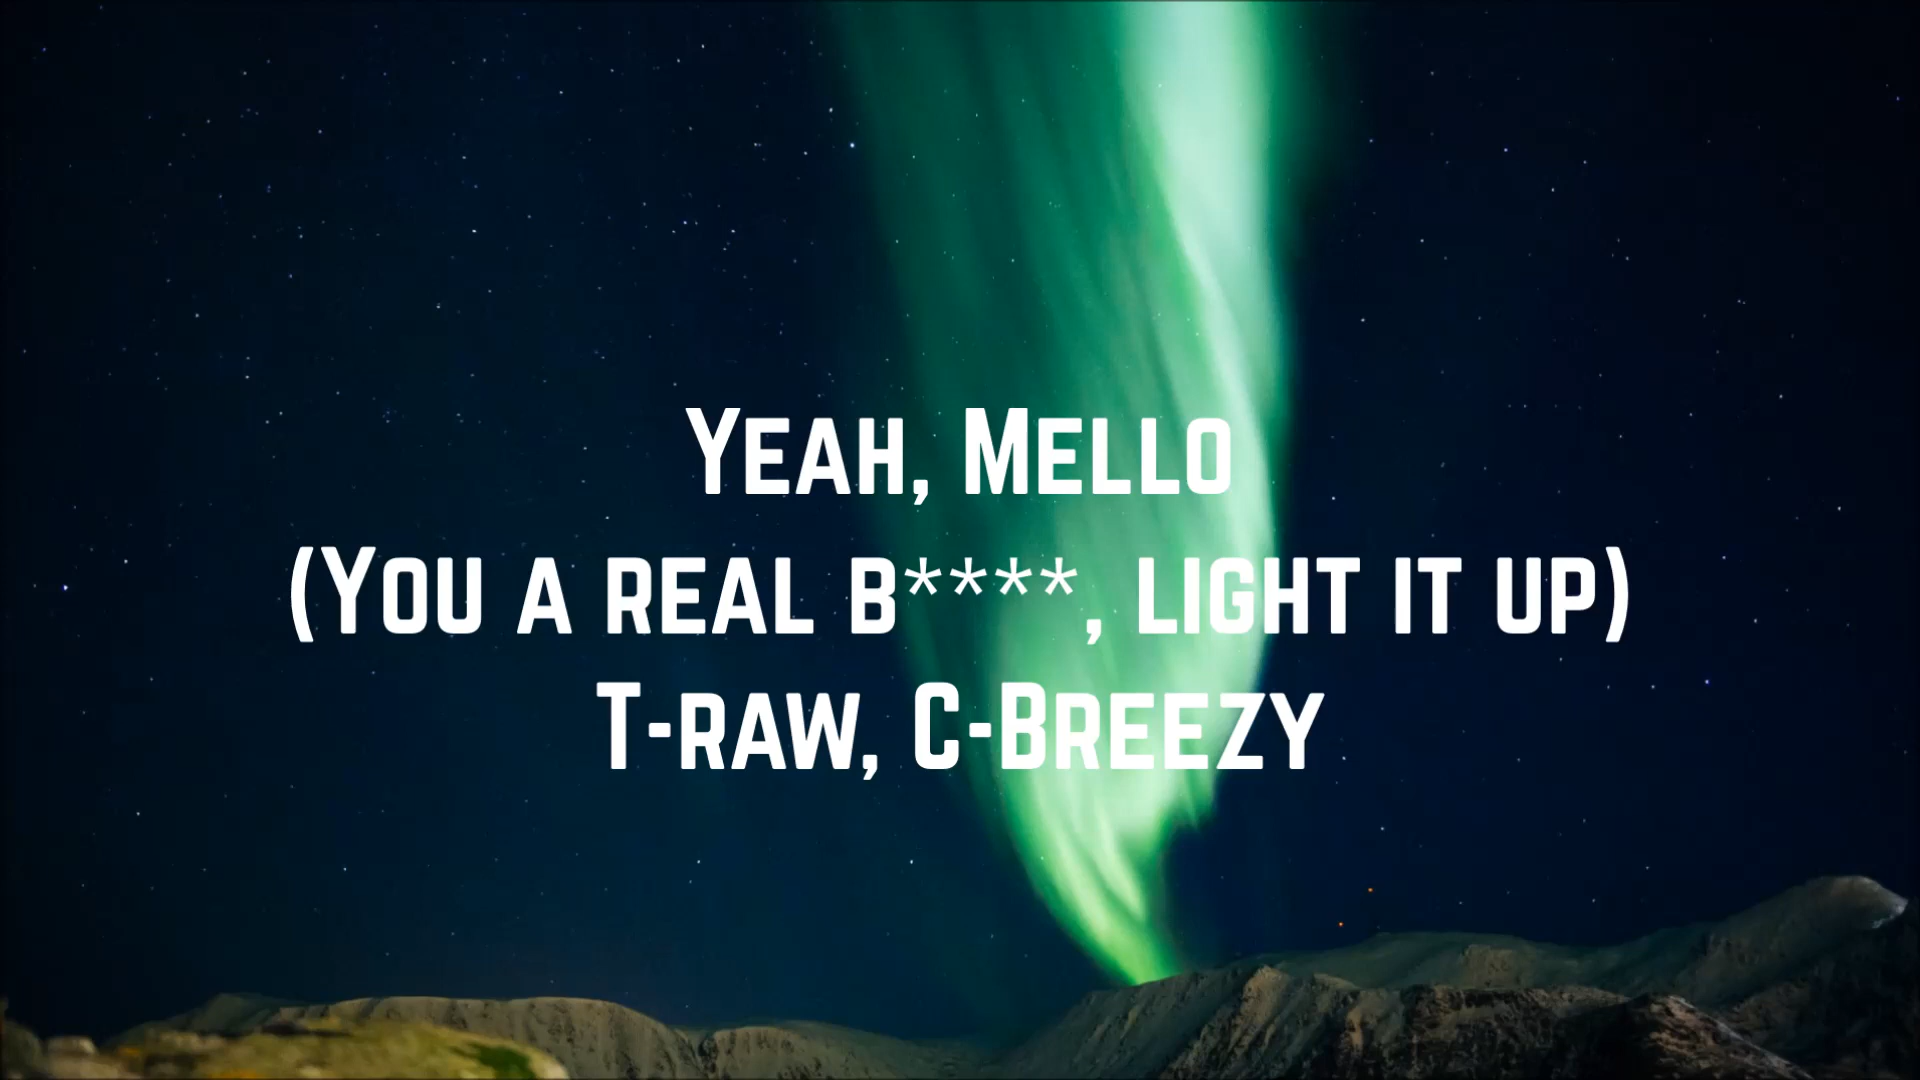 Yeah, Mello
(You a real b****, light it up)
T-raw, C-Breezy